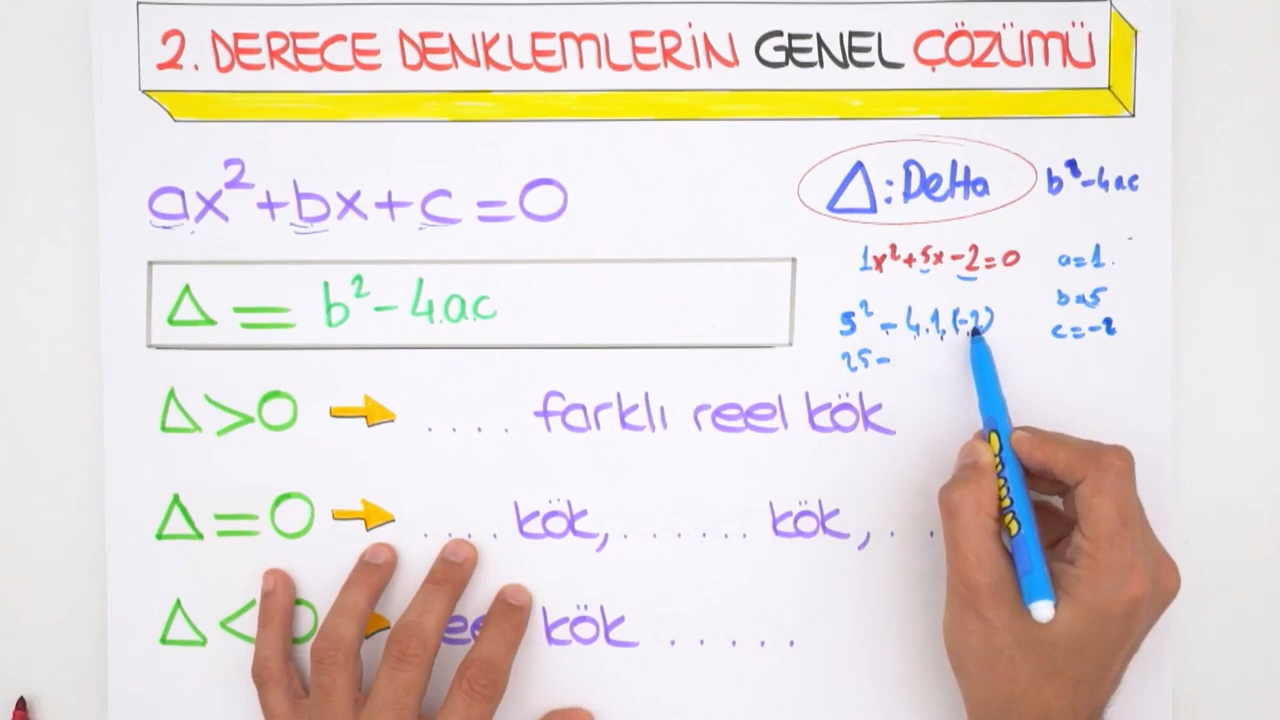 2. DERECE DENKLEMLERİN GENEL ÇÖZÜMÜ
ax²+bx+c=0
Δ:Delta b²-4ac
1x²+5x-2=0 a=1
b=5
c=-2
Δ = b²-4.a.c
5² - 4.1.(-2)
25-
Δ>0 → .... farklı reel kök
Δ=0 → .... kök, ...... kök, ..
Δ<0 kök .....